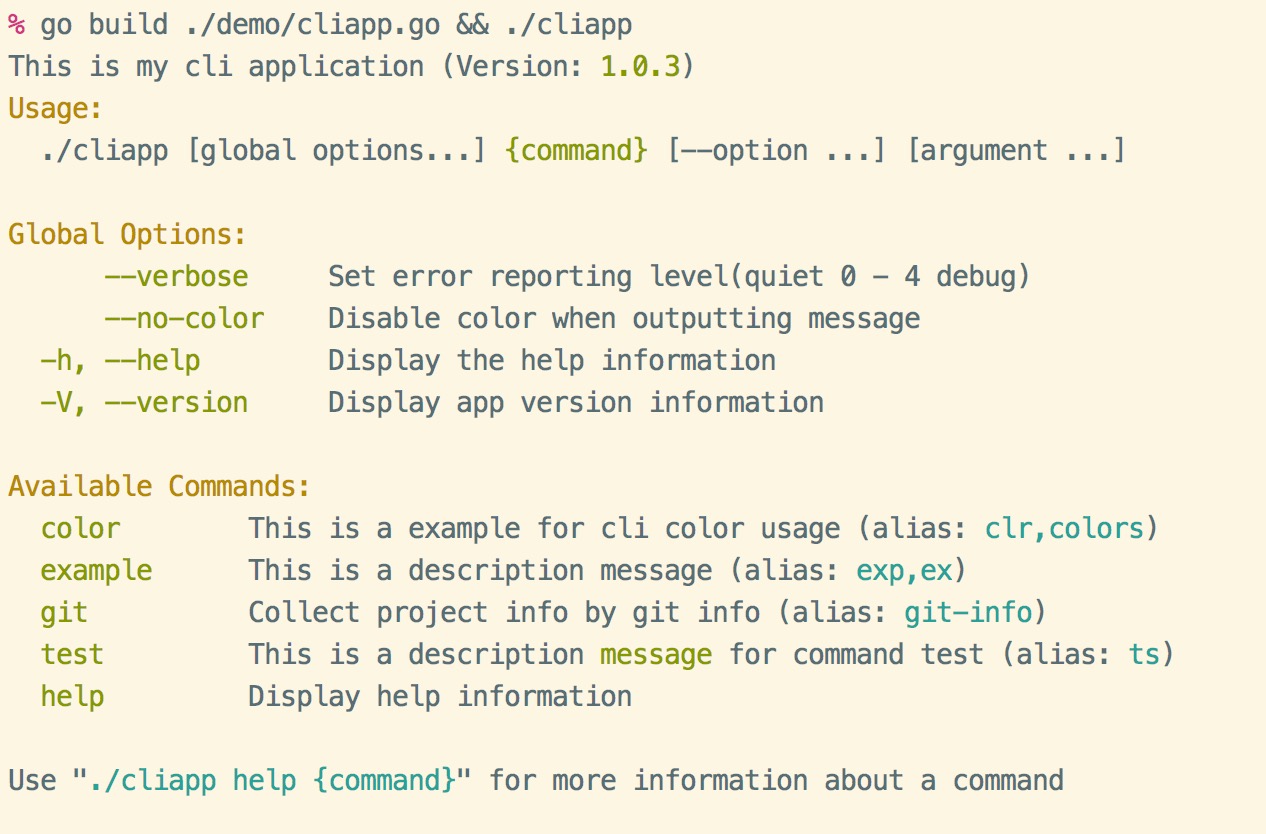 % go build ./demo/cliapp.go && ./cliapp
This is my cli application (Version: 1.0.3)
Usage:
  ./cliapp [global options...] {command} [--option ...] [argument ...]

Global Options:
      --verbose     Set error reporting level(quiet 0 - 4 debug)
      --no-color    Disable color when outputting message
  -h, --help        Display the help information
  -V, --version     Display app version information

Available Commands:
  color        This is a example for cli color usage (alias: clr,colors)
  example      This is a description message (alias: exp,ex)
  git          Collect project info by git info (alias: git-info)
  test         This is a description message for command test (alias: ts)
  help         Display help information

Use "./cliapp help {command}" for more information about a command